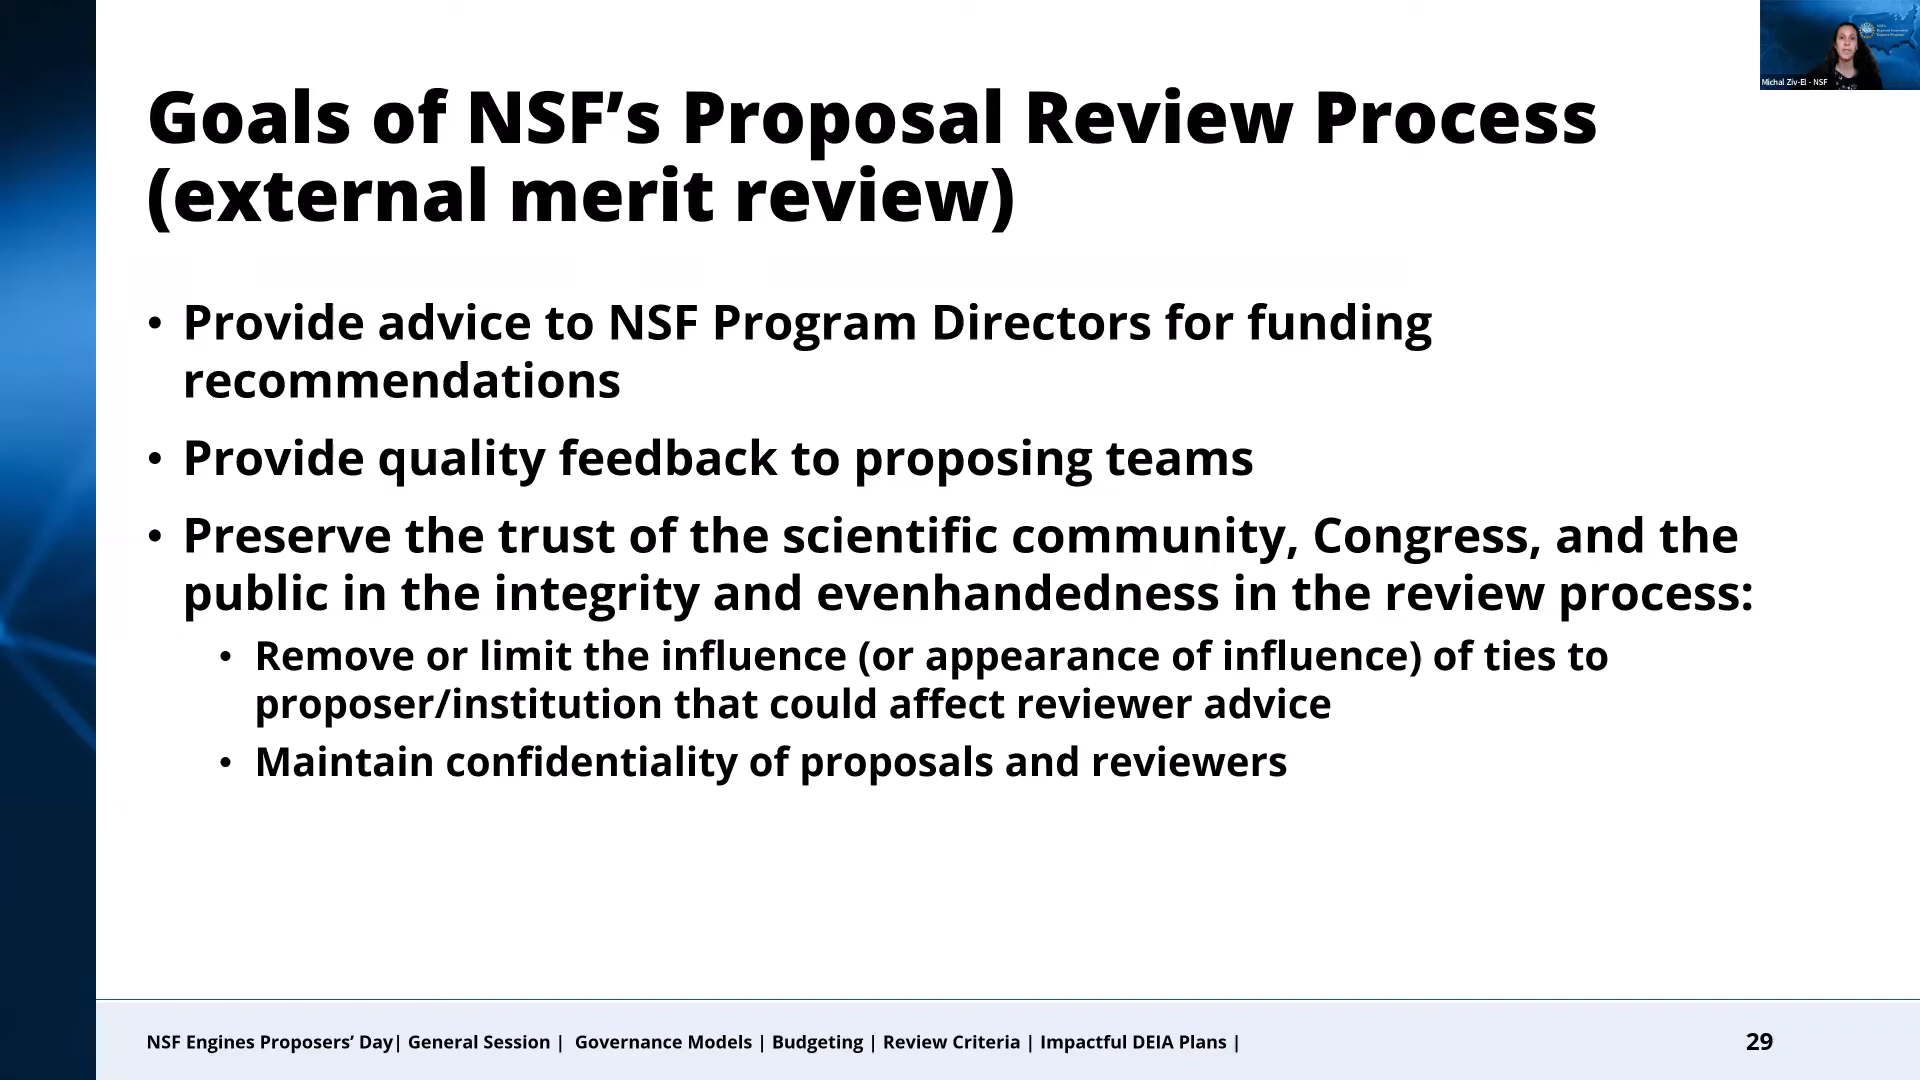 Michal Ziv-El - NSF
Goals of NSF’s Proposal Review Process
(external merit review)
• Provide advice to NSF Program Directors for funding
recommendations
• Provide quality feedback to proposing teams
• Preserve the trust of the scientific community, Congress, and the
public in the integrity and evenhandedness in the review process:
• Remove or limit the influence (or appearance of influence) of ties to
proposer/institution that could affect reviewer advice
• Maintain confidentiality of proposals and reviewers
NSF Engines Proposers’ Day| General Session | Governance Models | Budgeting | Review Criteria | Impactful DEIA Plans |
29